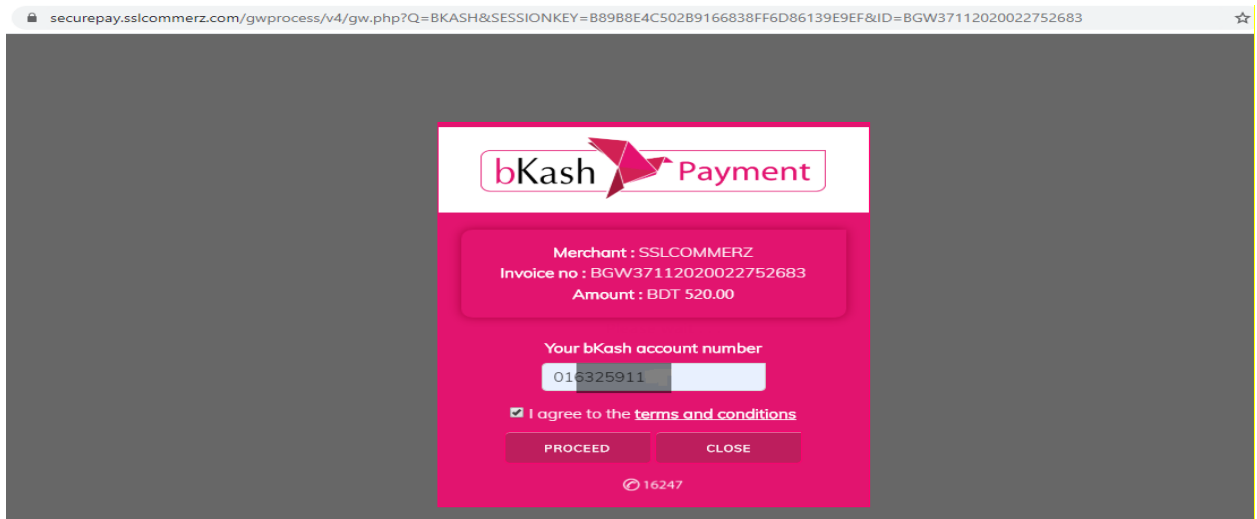 securepay.sslcommerz.com/gwprocess/v4/gw.php?Q=BKASH&SESSIONKEY=B89B8E4C502B9166838FF6D86139E9EF&ID=BGW37112020022752683
bKash Payment
Merchant : SSLCOMMERZ
Invoice no : BGW37112020022752683
Amount : BDT 520.00
Your bKash account number
I agree to the terms and conditions
PROCEED CLOSE
16247